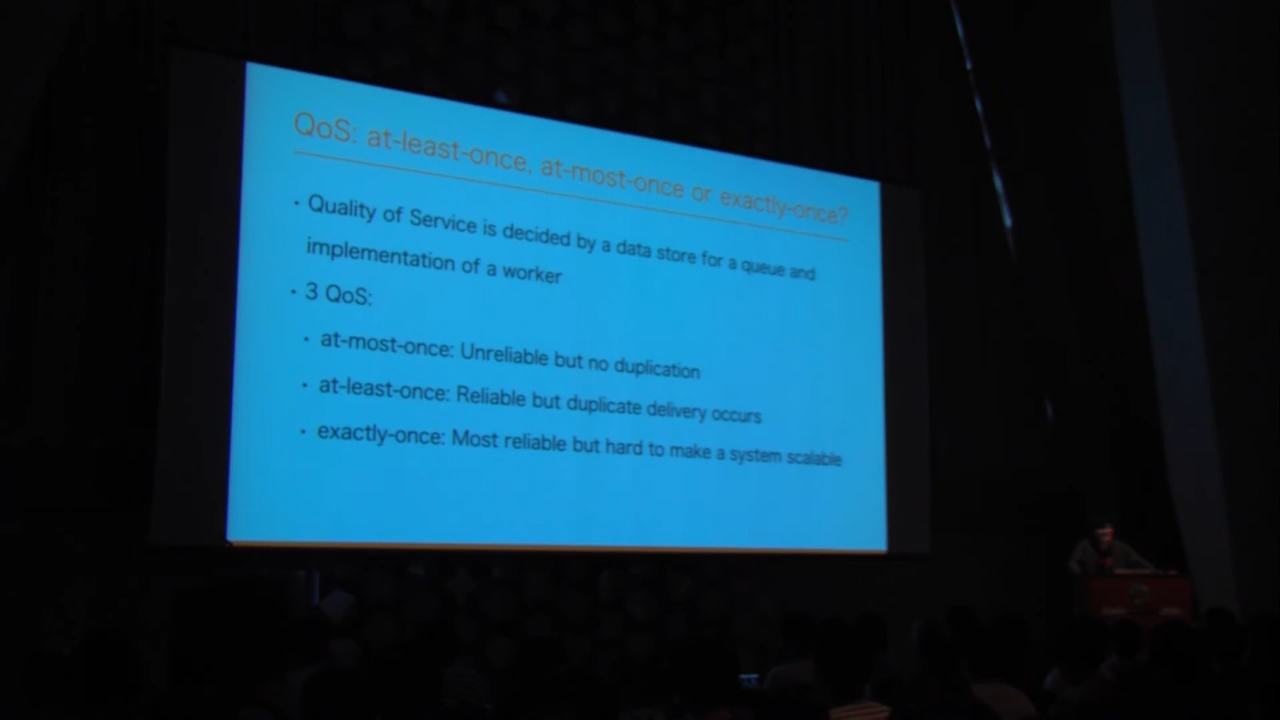 QoS: at-least-once, at-most-once or exactly-once?
• Quality of Service is decided by a data store for a queue and
implementation of a worker
• 3 QoS:
• at-most-once: Unreliable but no duplication
• at-least-once: Reliable but duplicate delivery occurs
• exactly-once: Most reliable but hard to make a system scalable